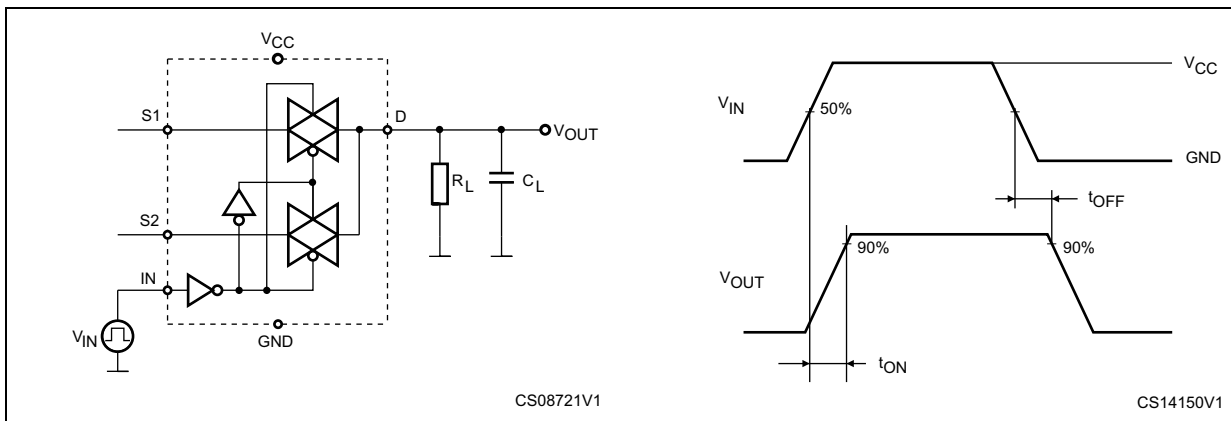 VCC
S1
D
VOUT
RL
CL
S2
IN
VIN
GND
CS08721V1
VCC
VIN
50%
GND
tOFF
90%
90%
VOUT
tON
CS14150V1